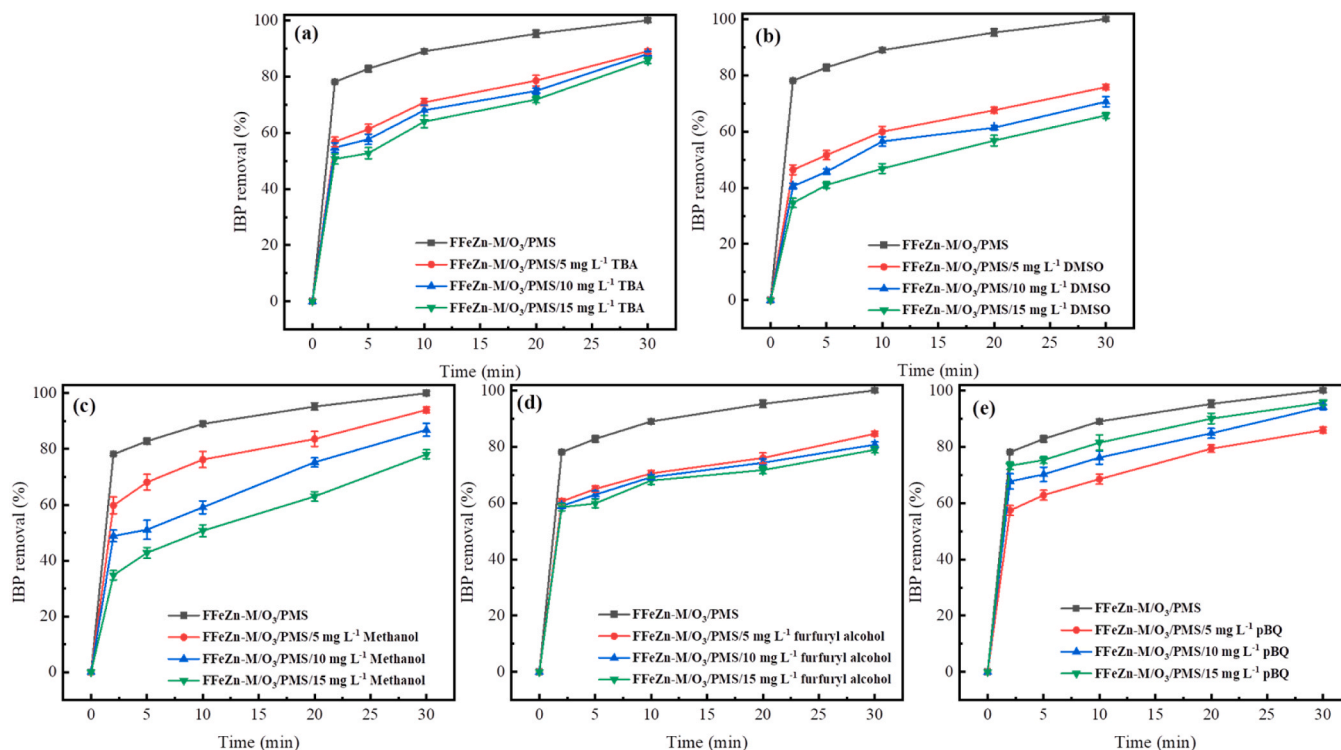 (a)
IBP removal (%)
100
80
60
40
20
0
FFeZn-M/O₃/PMS
FFeZn-M/O₃/PMS/5 mg L⁻¹ TBA
FFeZn-M/O₃/PMS/10 mg L⁻¹ TBA
FFeZn-M/O₃/PMS/15 mg L⁻¹ TBA
0 5 10 20 30
Time (min)
(b)
IBP removal (%)
100
80
60
40
20
0
FFeZn-M/O₃/PMS
FFeZn-M/O₃/PMS/5 mg L⁻¹ DMSO
FFeZn-M/O₃/PMS/10 mg L⁻¹ DMSO
FFeZn-M/O₃/PMS/15 mg L⁻¹ DMSO
0 5 10 20 30
Time (min)
(c)
IBP removal (%)
100
80
60
40
20
0
FFeZn-M/O₃/PMS
FFeZn-M/O₃/PMS/5 mg L⁻¹ Methanol
FFeZn-M/O₃/PMS/10 mg L⁻¹ Methanol
FFeZn-M/O₃/PMS/15 mg L⁻¹ Methanol
0 5 10 20 30
Time (min)
(d)
IBP removal (%)
100
80
60
40
20
0
FFeZn-M/O₃/PMS
FFeZn-M/O₃/PMS/5 mg L⁻¹ furfuryl alcohol
FFeZn-M/O₃/PMS/10 mg L⁻¹ furfuryl alcohol
FFeZn-M/O₃/PMS/15 mg L⁻¹ furfuryl alcohol
0 5 10 20 30
Time (min)
(e)
IBP removal (%)
100
80
60
40
20
0
FFeZn-M/O₃/PMS
FFeZn-M/O₃/PMS/5 mg L⁻¹ pBQ
FFeZn-M/O₃/PMS/10 mg L⁻¹ pBQ
FFeZn-M/O₃/PMS/15 mg L⁻¹ pBQ
0 5 10 20 30
Time (min)